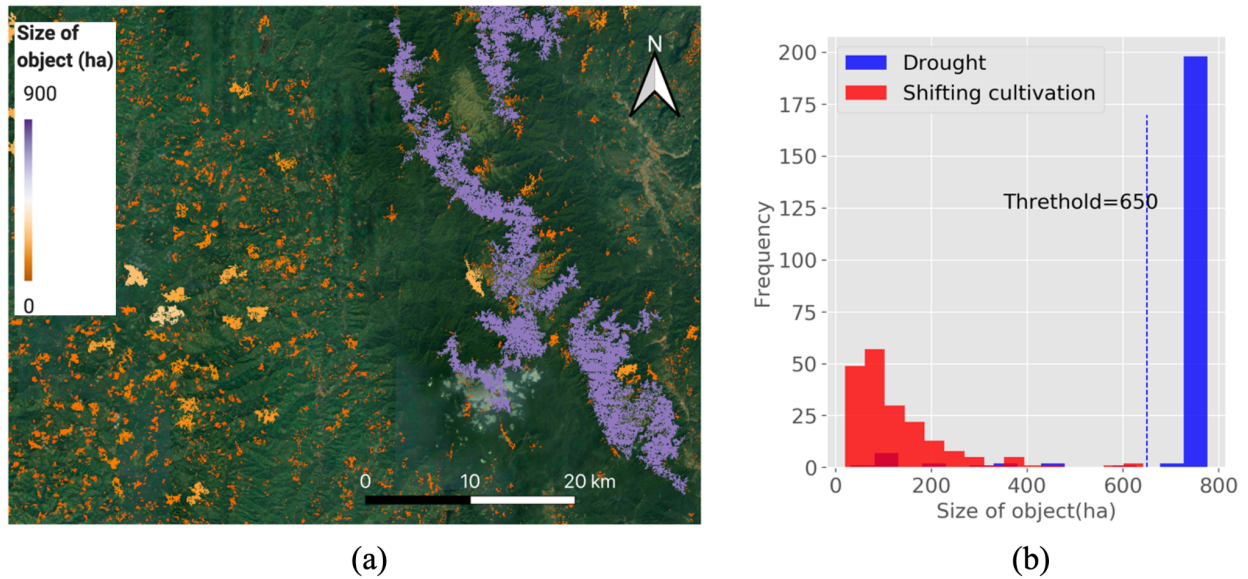 Size of
object (ha)
900
0
N
0 10 20 km
(a)
Drought
Shifting cultivation
Threthold=650
200
175
150
125
100
75
50
25
0
Frequency
0 200 400 600 800
Size of object(ha)
(b)